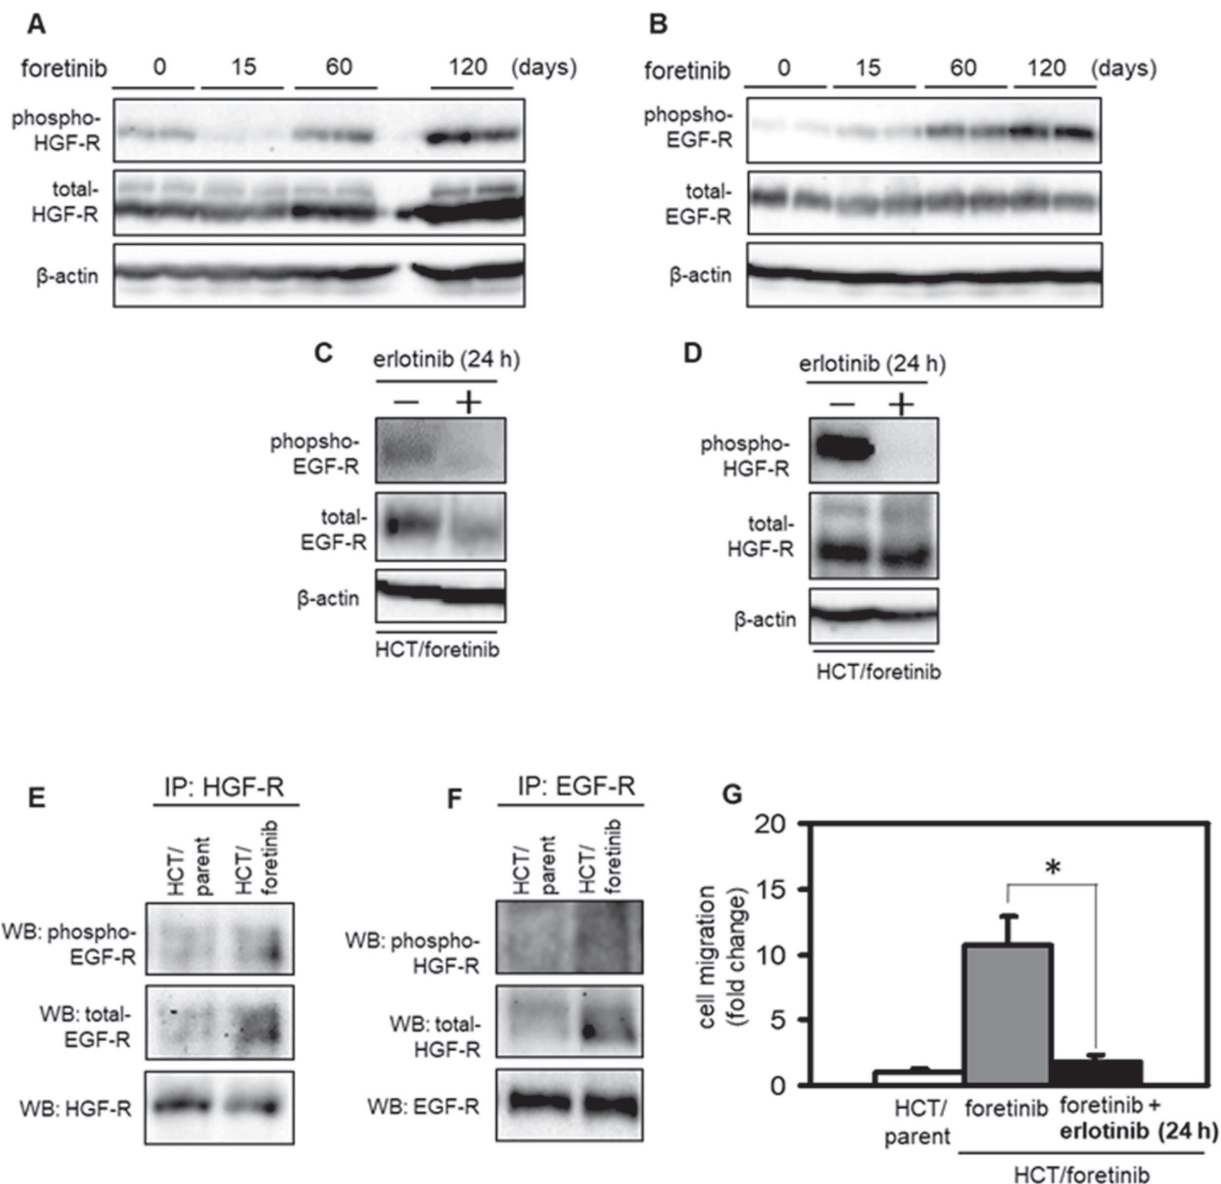 A
foretinib 0 15 60 120 (days)
phospho-
HGF-R
total-
HGF-R
β-actin
B
foretinib 0 15 60 120 (days)
phopsho-
EGF-R
total-
EGF-R
β-actin
C
erlotinib (24 h)
− +
phopsho-
EGF-R
total-
EGF-R
β-actin
HCT/foretinib
D
erlotinib (24 h)
− +
phospho-
HGF-R
total-
HGF-R
β-actin
HCT/foretinib
E
IP: HGF-R
HCT/
parent
HCT/
foretinib
WB: phospho-
EGF-R
WB: total-
EGF-R
WB: HGF-R
F
IP: EGF-R
HCT/
parent
HCT/
foretinib
WB: phospho-
HGF-R
WB: total-
HGF-R
WB: EGF-R
G
cell migration
(fold change)
20
15
10
5
0
*
HCT/
parent
foretinib
foretinib +
erlotinib (24 h)
HCT/foretinib